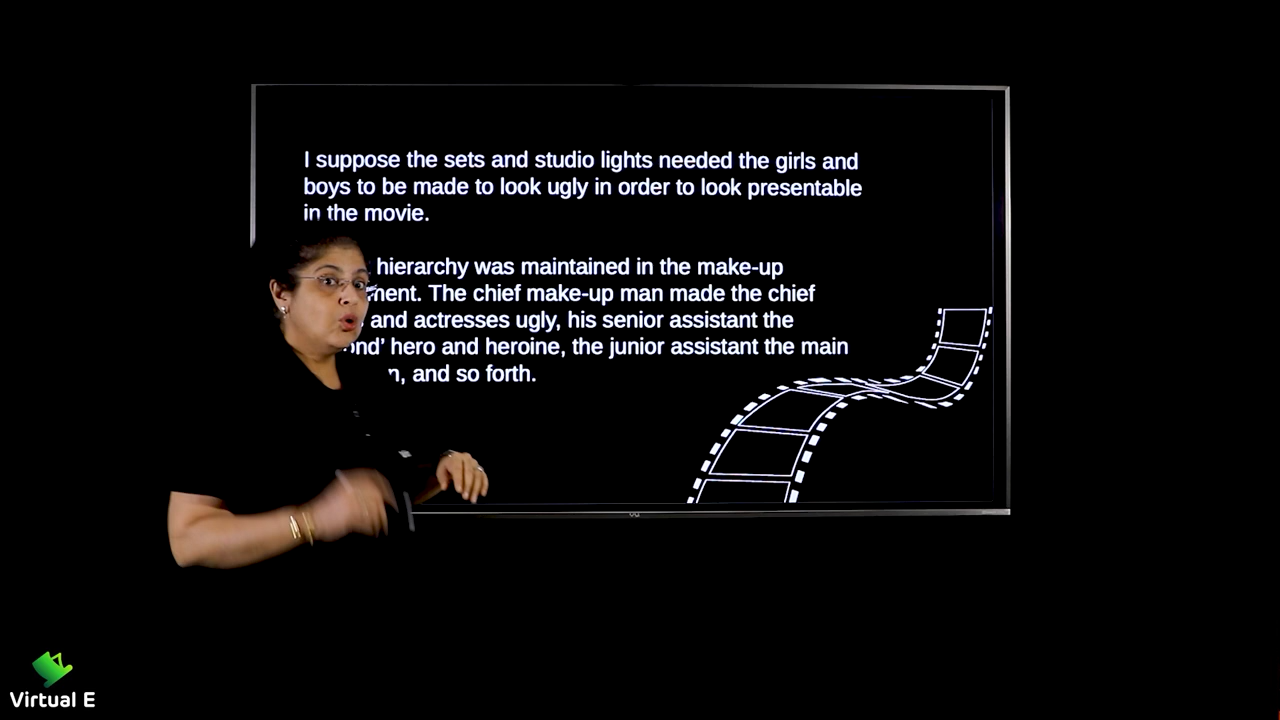 I suppose the sets and studio lights needed the girls and
boys to be made to look ugly in order to look presentable
in the movie.
hierarchy was maintained in the make-up
ment. The chief make-up man made the chief
and actresses ugly, his senior assistant the
ond’ hero and heroine, the junior assistant the main
n, and so forth.
Virtual E